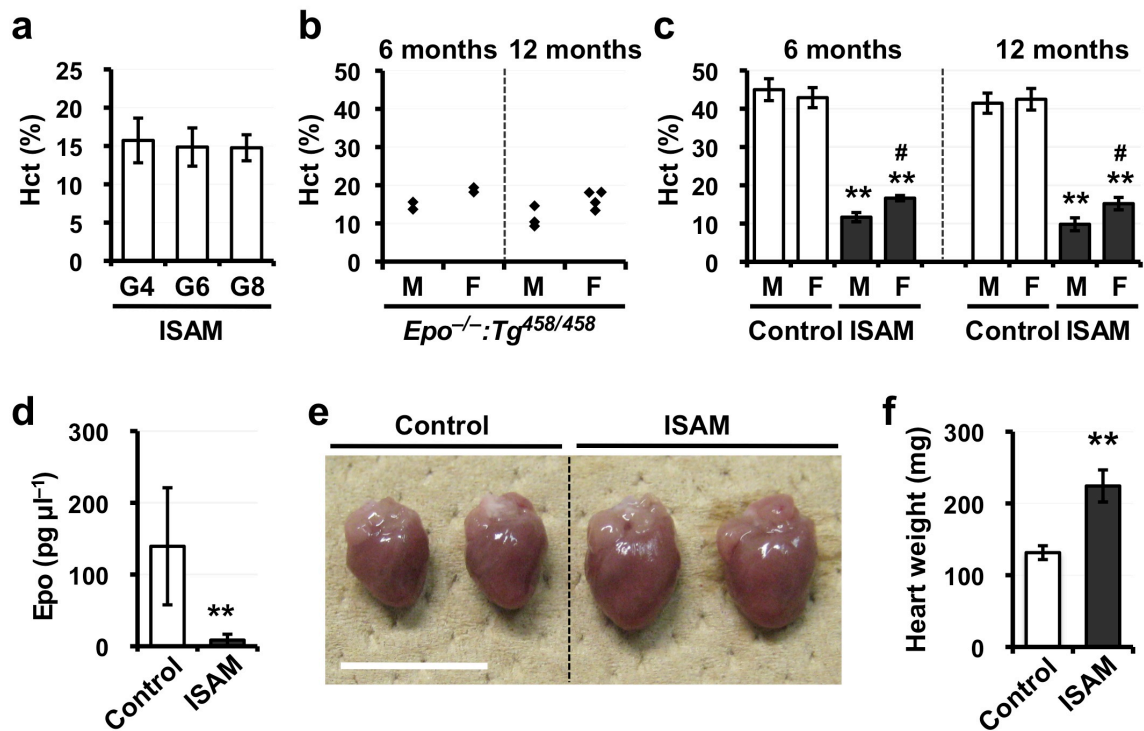 a
25
20
15
10
5
0
Hct (%)
G4 G6 G8
ISAM
b
6 months 12 months
50
40
30
20
10
0
Hct (%)
M F M F
Epo–/–:Tg458/458
c
6 months 12 months
50
40
30
20
10
0
Hct (%)
** # **
** # **
M F M F M F M F
Control ISAM Control ISAM
d
300
200
100
0
Epo (pg µl–1)
**
Control ISAM
e
Control ISAM
f
300
200
100
0
Heart weight (mg)
**
Control ISAM